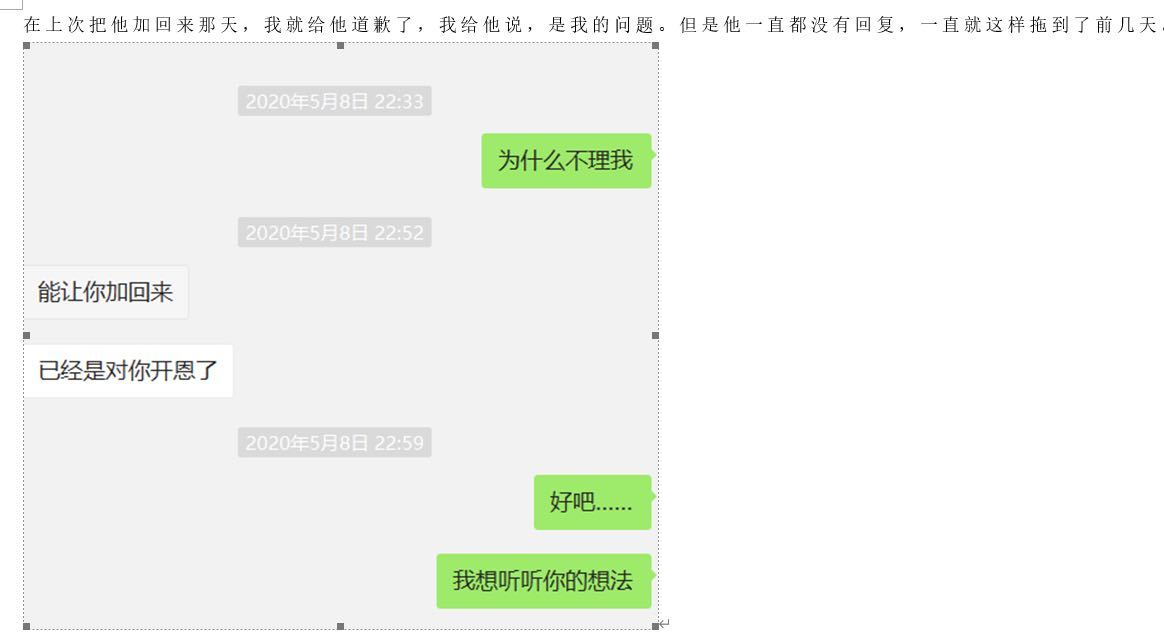 在上次把他加回来那天，我就给他道歉了，我给他说，是我的问题。但是他一直都没有回复，一直就这样拖到了前几天。
2020年5月8日 22:33
为什么不理我
2020年5月8日 22:52
能让你加回来
已经是对你开恩了
2020年5月8日 22:59
好吧......
我想听听你的想法